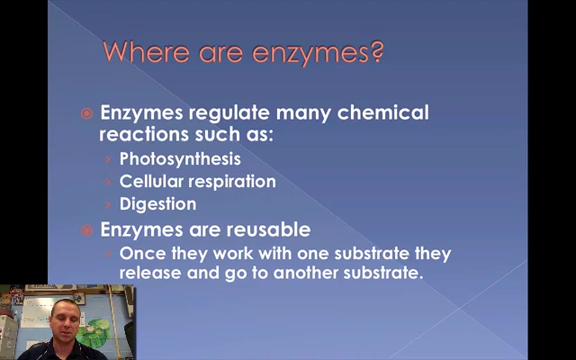 Where are enzymes?
Enzymes regulate many chemical
reactions such as:
Photosynthesis
Cellular respiration
Digestion
Enzymes are reusable
Once they work with one substrate they
release and go to another substrate.